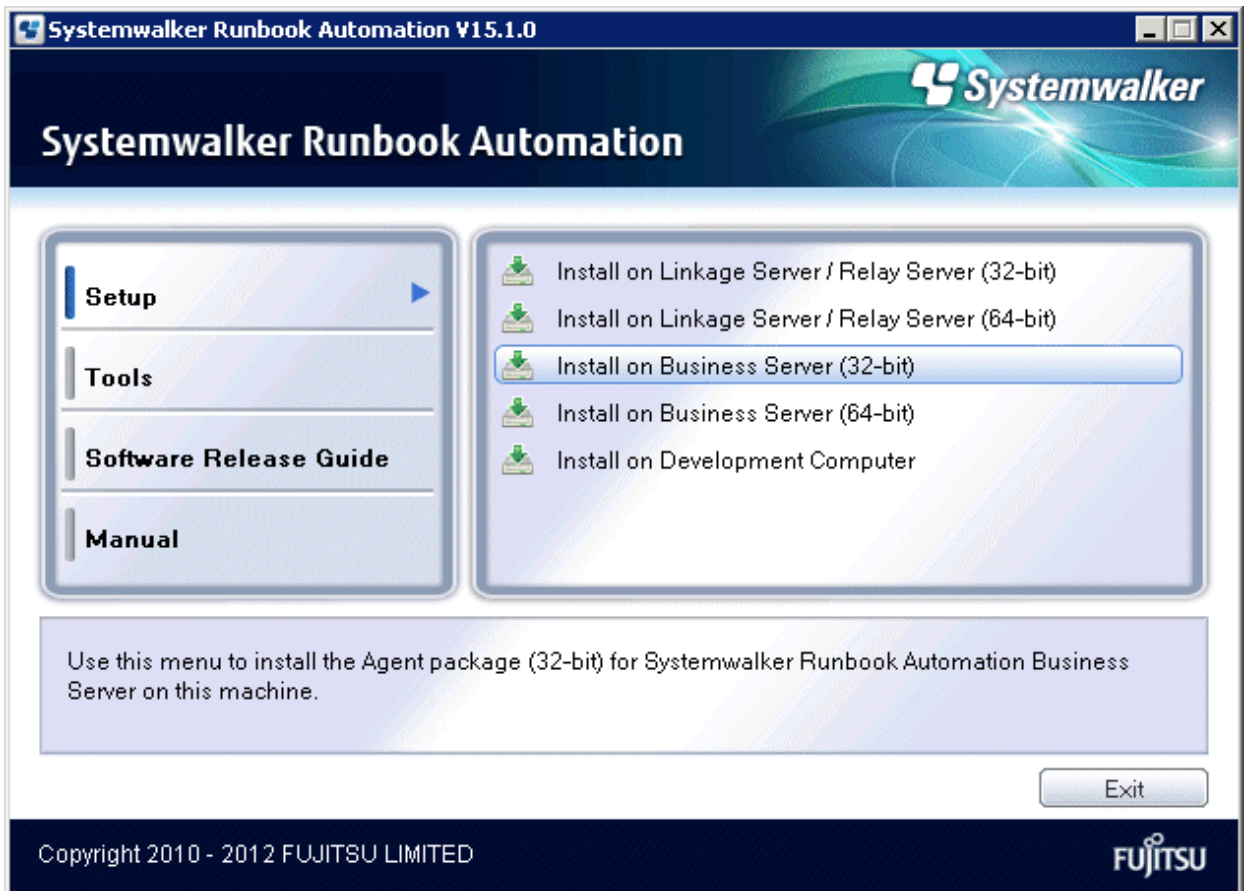 Systemwalker Runbook Automation V15.1.0
Systemwalker
Systemwalker Runbook Automation
Setup
Tools
Software Release Guide
Manual
Install on Linkage Server / Relay Server (32-bit)
Install on Linkage Server / Relay Server (64-bit)
Install on Business Server (32-bit)
Install on Business Server (64-bit)
Install on Development Computer
Use this menu to install the Agent package (32-bit) for Systemwalker Runbook Automation Business
Server on this machine.
Exit
Copyright 2010 - 2012 FUJITSU LIMITED
FUJITSU